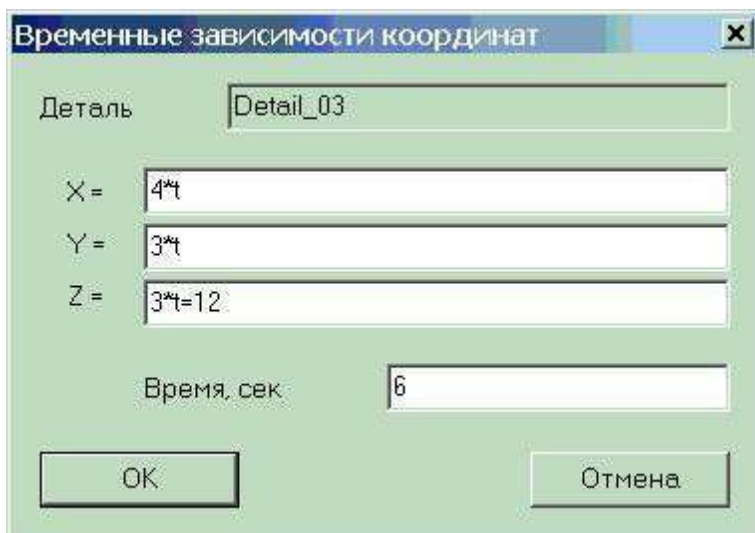 Временные зависимости координат
Деталь Detail_03
X = 4*t
Y = 3*t
Z = 3*t=12
Время, сек 6
OK Отмена